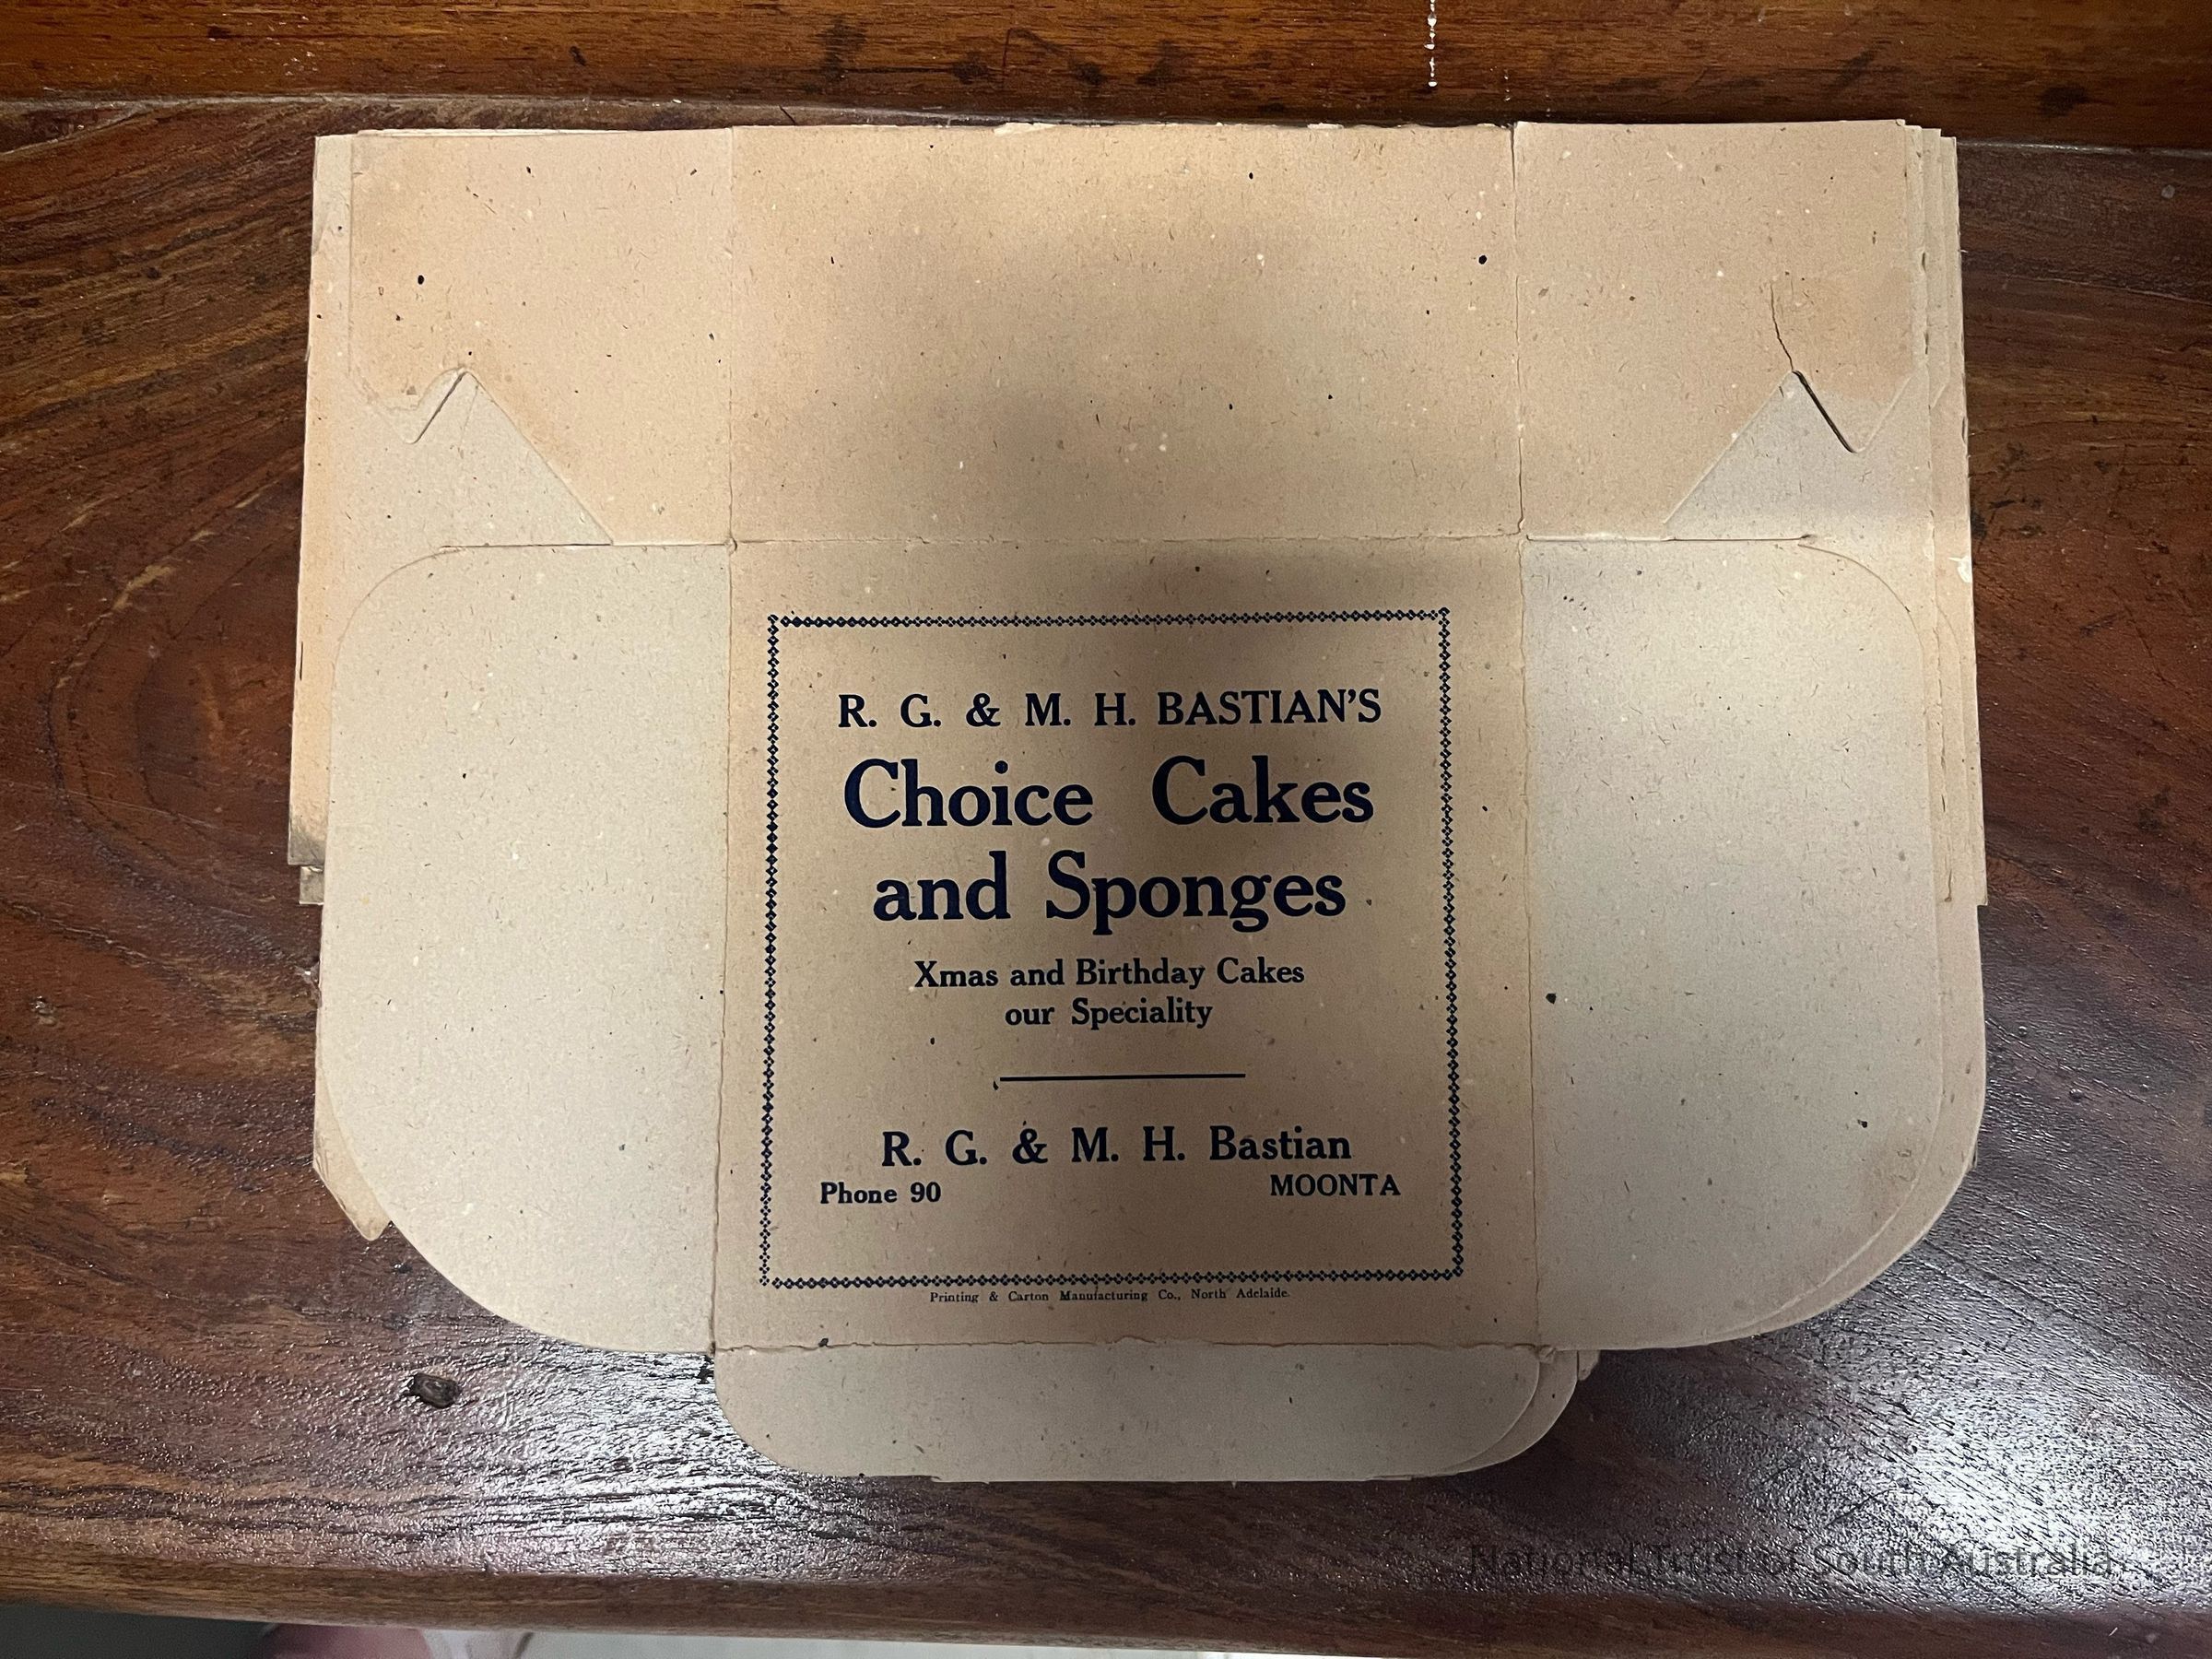 R. G. & M. H. BASTIAN'S
Choice Cakes
and Sponges
Xmas and Birthday Cakes
our Speciality
R. G. & M. H. Bastian
Phone 90 MOONTA
Printing & Carton Manufacturing Co., North Adelaide.
National Trust of South Australia